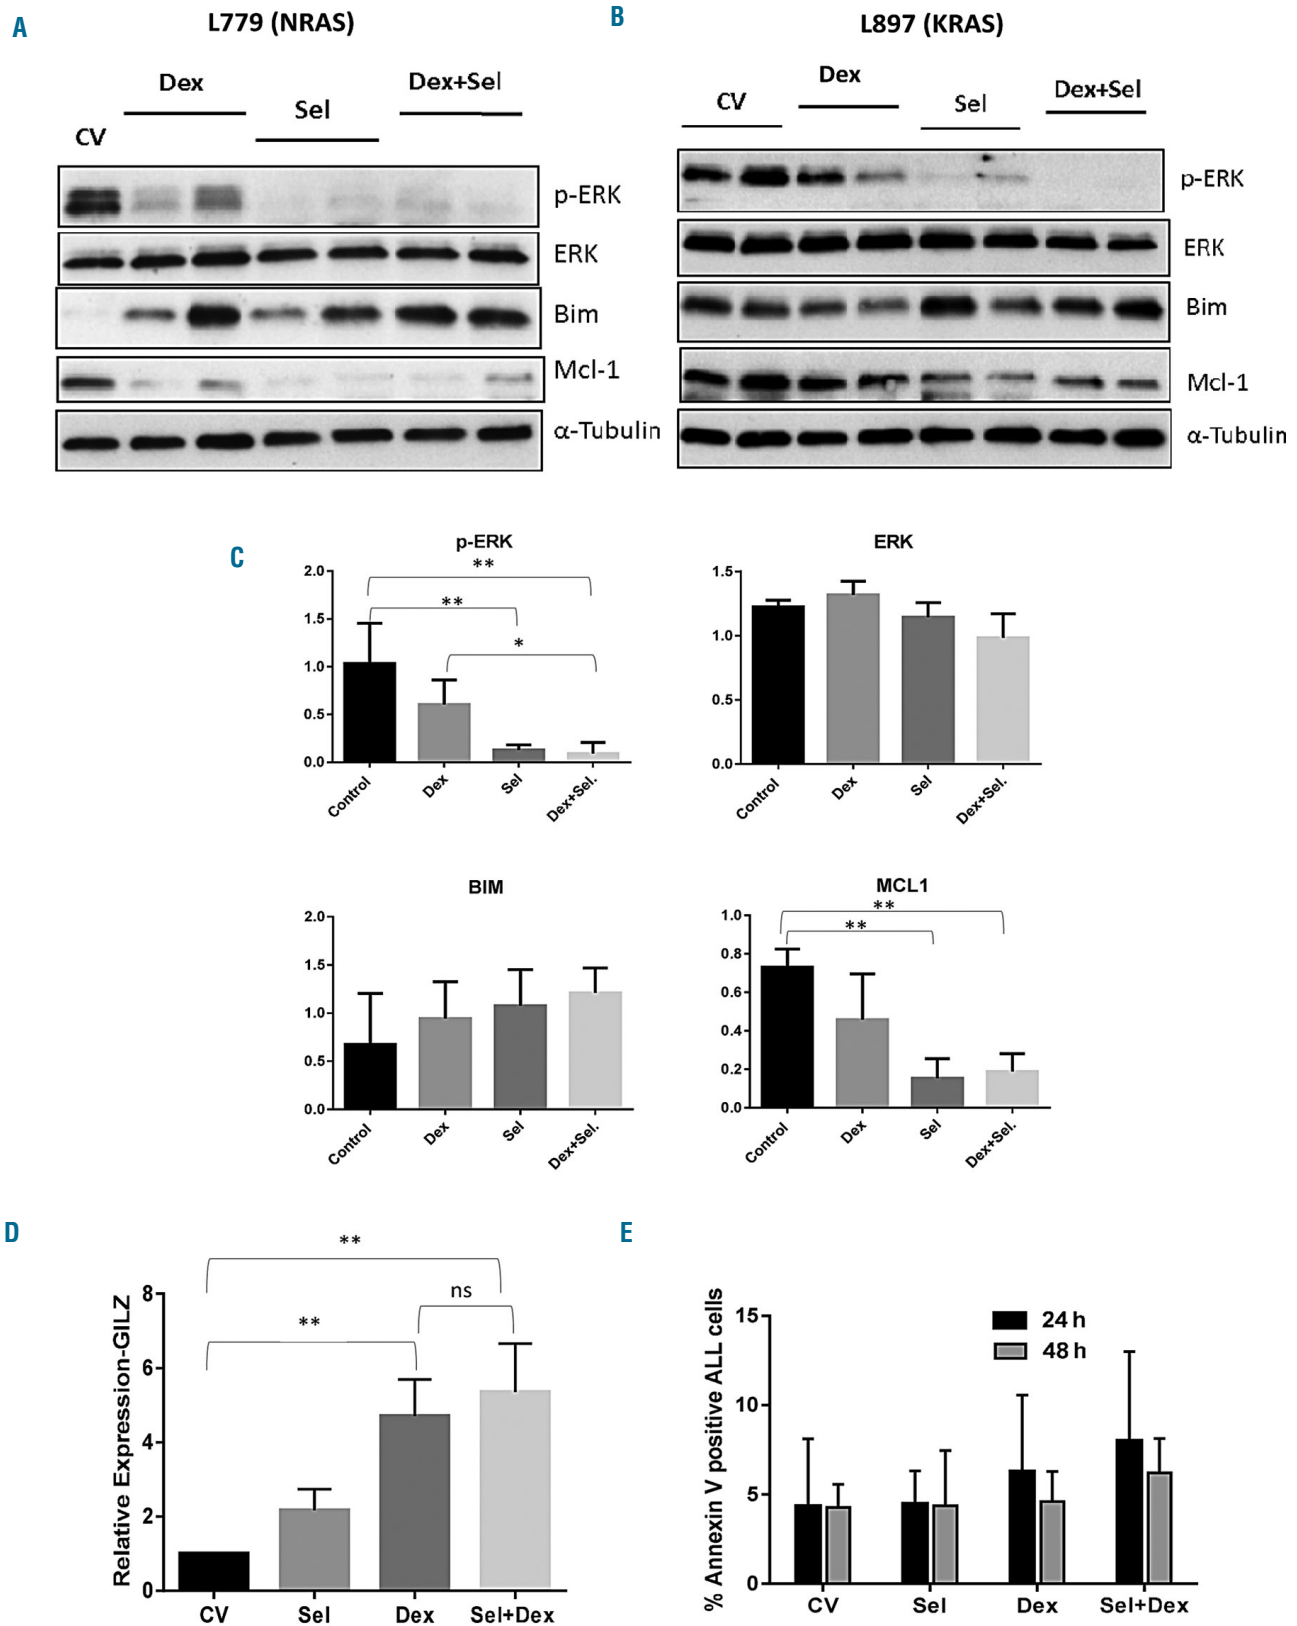 A
L779 (NRAS)
Dex
Sel
Dex+Sel
CV
p-ERK
ERK
Bim
Mcl-1
α-Tubulin
B
L897 (KRAS)
CV
Dex
Sel
Dex+Sel
p-ERK
ERK
Bim
Mcl-1
α-Tubulin
C
p-ERK
**
**
*
2.0
1.5
1.0
0.5
0.0
Control
Dex
Sel
Dex+Sel.
ERK
1.5
1.0
0.5
0.0
Control
Dex
Sel
Dex+Sel.
BIM
2.0
1.5
1.0
0.5
0.0
Control
Dex
Sel
Dex+Sel.
MCL1
**
**
1.0
0.8
0.6
0.4
0.2
0.0
Control
Dex
Sel
Dex+Sel.
D
**
ns
**
Relative Expression-GILZ
8
6
4
2
0
CV
Sel
Dex
Sel+Dex
E
% Annexin V positive ALL cells
15
10
5
0
24 h
48 h
CV
Sel
Dex
Sel+Dex